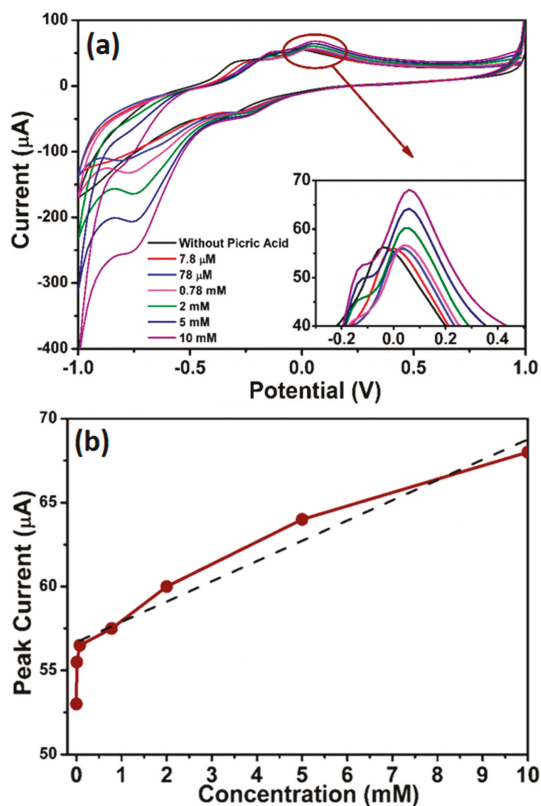 (a)
100
0
-100
-200
-300
-400
Current (μA)
Without Picric Acid
7.8 μM
78 μM
0.78 mM
2 mM
5 mM
10 mM
70
60
50
40
-0.2 0.0 0.2 0.4
-1.0 -0.5 0.0 0.5 1.0
Potential (V)
(b)
70
65
60
55
50
Peak Current (μA)
0 1 2 3 4 5 6 7 8 9 10
Concentration (mM)